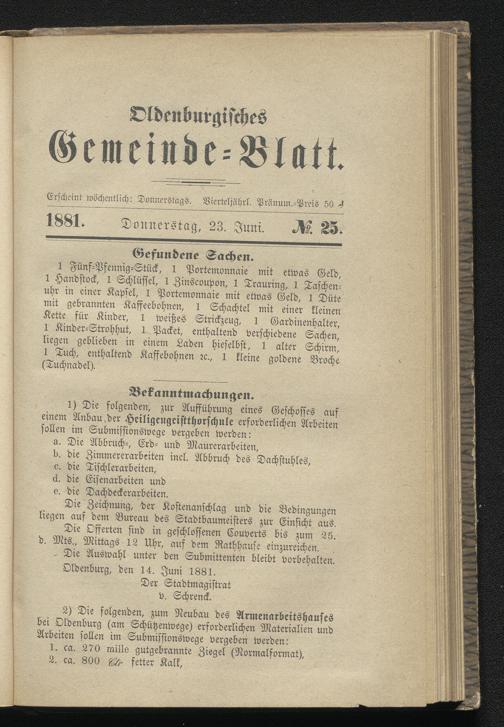 Oldenburgisches
Gemeinde-Blatt.
Erscheint wöchentlich: Donnerstags. Vierteljährl. Pränum.-Preis 50 ₰
1881. Donnerstag, 23. Juni. №. 25.
Gefundene Sachen.
1 Fünf-Pfennig-Stück, 1 Portemonnaie mit etwas Geld,
1 Handstock, 1 Schlüssel, 1 Zinscoupon, 1 Trauring, 1 Taschen-
uhr in einer Kapsel, 1 Portemonnaie mit etwas Geld, 1 Düte
mit gebrannten Kaffebohnen, 1 Schachtel mit einer kleinen
Kette für Kinder, 1 weißes Strickzeug, 1 Gardinenhalter,
1 Kinder-Strohhut, 1 Packet, enthaltend verschiedene Sachen,
liegen geblieben in einem Laden hieselbst, 1 alter Schirm,
1 Tuch, enthaltend Kaffebohnen ꝛc., 1 kleine goldene Broche
(Tuchnadel).
Bekanntmachungen.
1) Die folgenden, zur Aufführung eines Geschosses auf
einem Anbau der Heiligengeistthorschule erforderlichen Arbeiten
sollen im Submissionswege vergeben werden:
a. Die Abbruch-, Erd- und Maurerarbeiten,
b. die Zimmererarbeiten incl. Abbruch des Dachstuhles,
c. die Tischlerarbeiten,
d. die Eisenarbeiten und
e. die Dachdeckerarbeiten.
Die Zeichnung, der Kostenanschlag und die Bedingungen
liegen auf dem Bureau des Stadtbaumeisters zur Einsicht aus.
Die Offerten sind in geschlossenen Couverts bis zum 25.
d. Mts., Mittags 12 Uhr, auf dem Rathhause einzureichen.
Die Auswahl unter den Submittenten bleibt vorbehalten.
Oldenburg, den 14. Juni 1881.
Der Stadtmagistrat
v. Schrenck.
2) Die folgenden, zum Neubau des Armenarbeitshauses
bei Oldenburg (am Schützenwege) erforderlichen Materialien und
Arbeiten sollen im Submissionswege vergeben werden:
1. ca. 270 mille gutgebrannte Ziegel (Normalformat),
2. ca. 800 fetter Kalk,